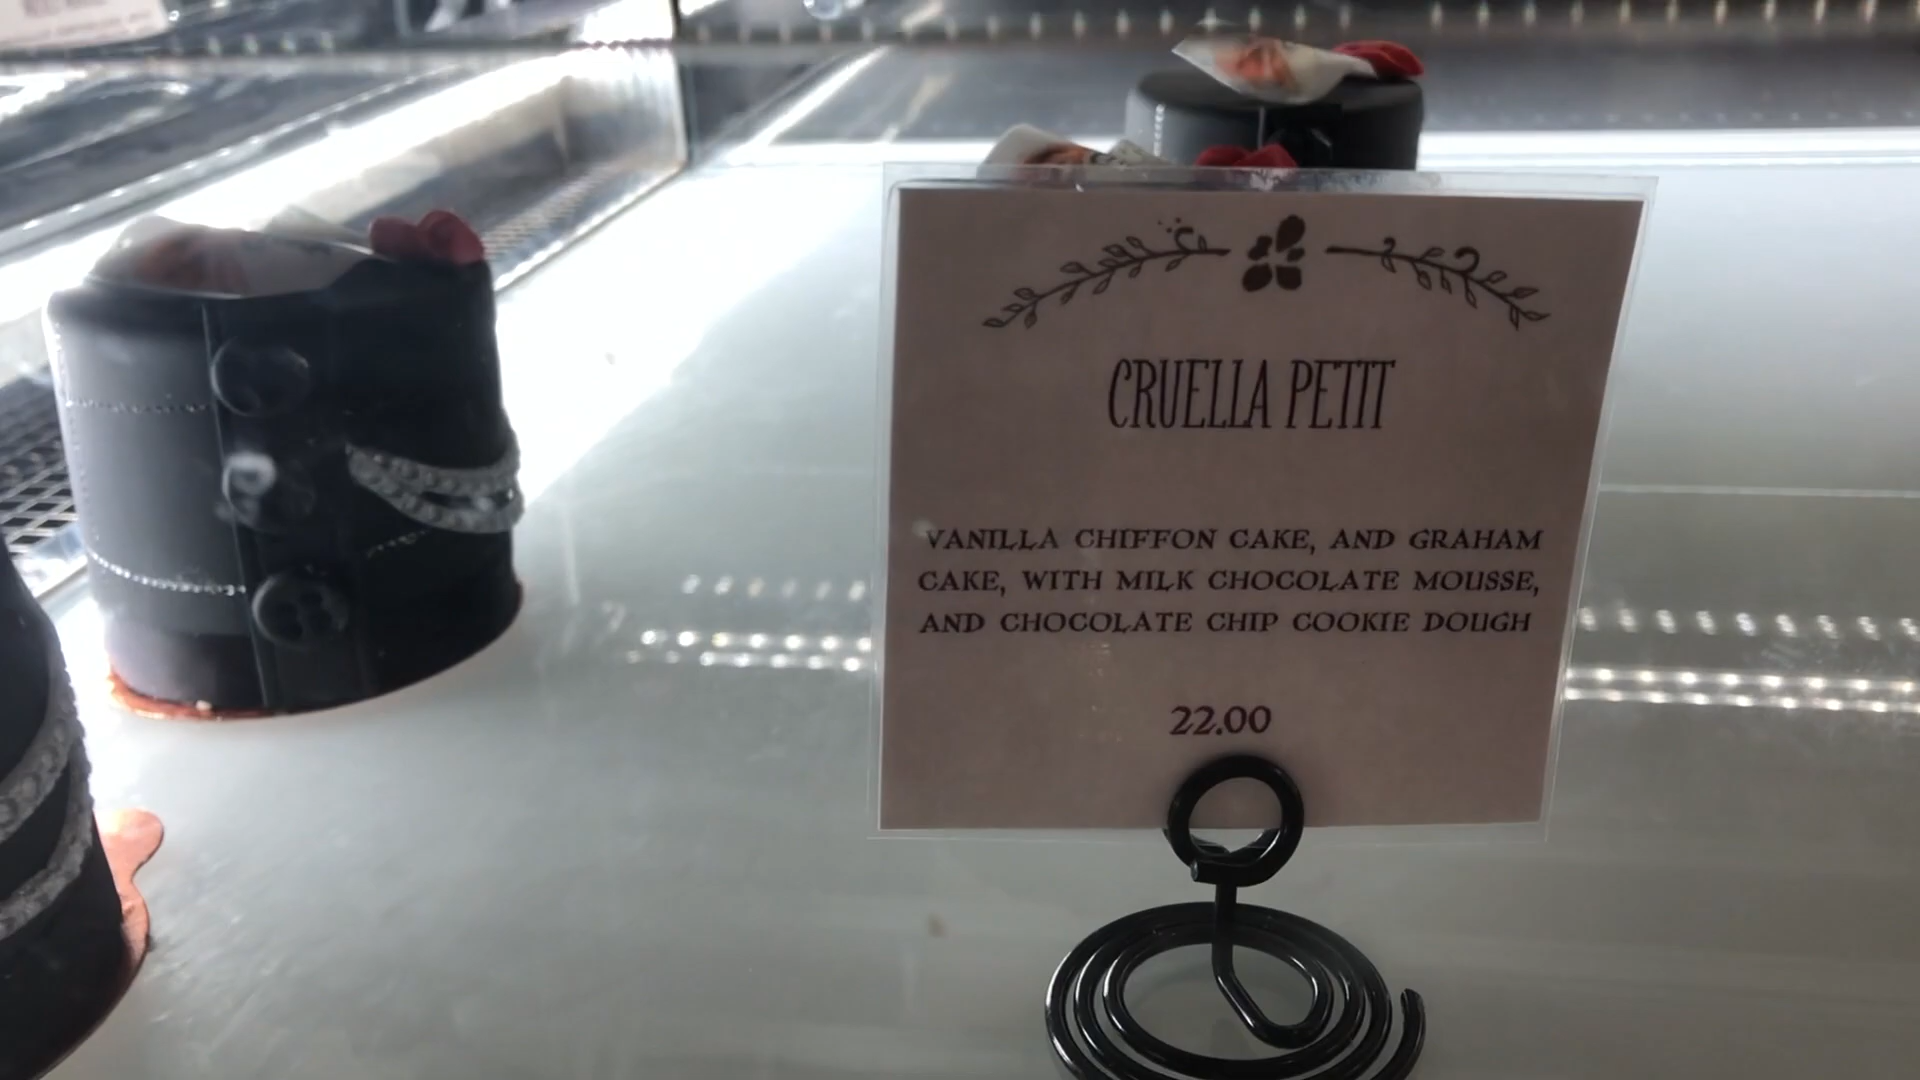 CRUELLA PETIT
VANILLA CHIFFON CAKE, AND GRAHAM
CAKE, WITH MILK CHOCOLATE MOUSSE,
AND CHOCOLATE CHIP COOKIE DOUGH
22.00